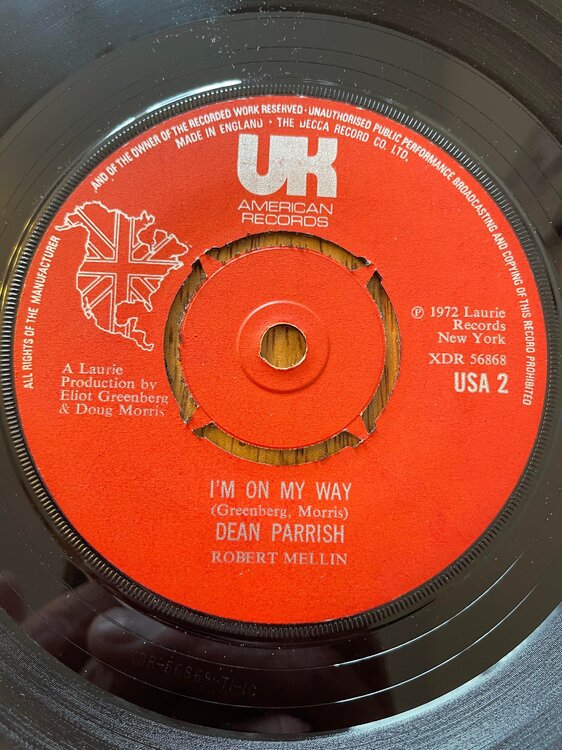 AND OF THE OWNER OF THE RECORDED WORK RESERVED · UNAUTHORISED PUBLIC PERFORMANCE BROADCASTING AND COPYING OF THIS RECORD PROHIBITED
ALL RIGHTS OF THE MANUFACTURER
MADE IN ENGLAND · THE DECCA RECORD CO. LTD.
UK
AMERICAN
RECORDS
℗ 1972 Laurie
Records
New York
XDR 56868
USA 2
A Laurie
Production by
Eliot Greenberg
& Doug Morris
I'M ON MY WAY
(Greenberg, Morris)
DEAN PARRISH
ROBERT MELLIN